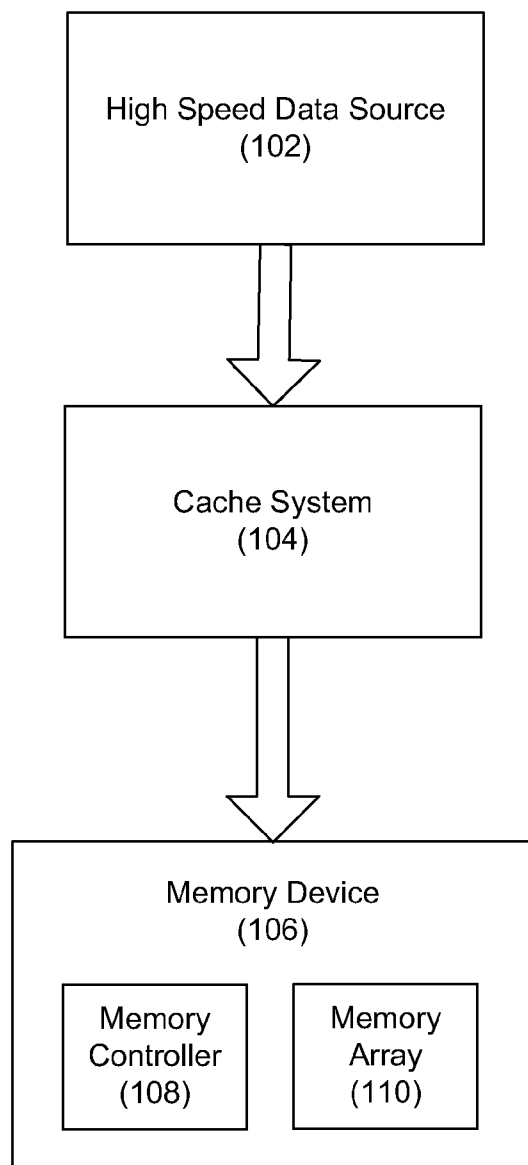 High Speed Data Source
(102)
Cache System
(104)
Memory Device
(106)
Memory
Controller
(108)
Memory
Array
(110)